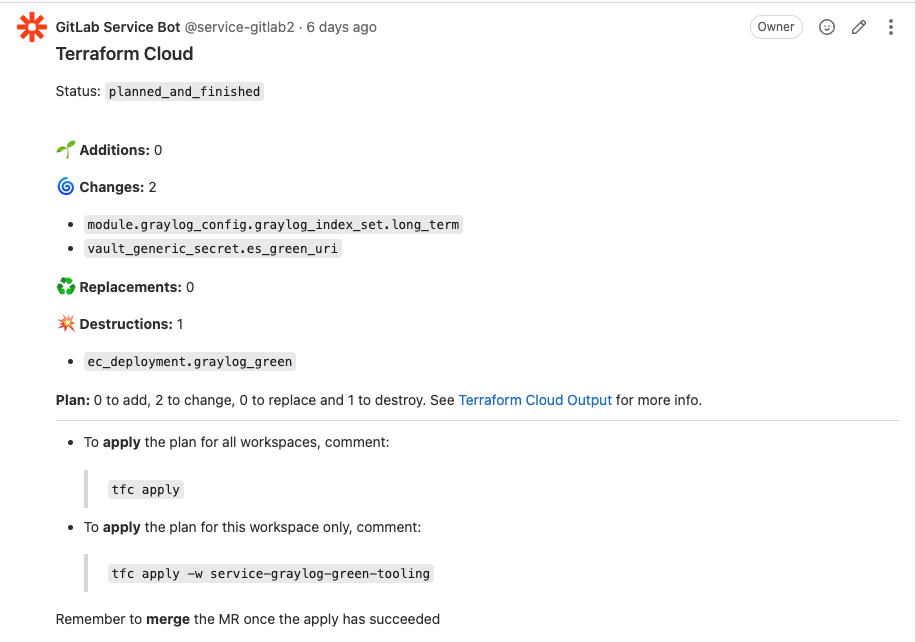 GitLab Service Bot @service-gitlab2 · 6 days ago Owner
Terraform Cloud
Status: planned_and_finished
Additions: 0
Changes: 2
module.graylog_config.graylog_index_set.long_term
vault_generic_secret.es_green_uri
Replacements: 0
Destructions: 1
ec_deployment.graylog_green
Plan: 0 to add, 2 to change, 0 to replace and 1 to destroy. See Terraform Cloud Output for more info.
To apply the plan for all workspaces, comment:
tfc apply
To apply the plan for this workspace only, comment:
tfc apply -w service-graylog-green-tooling
Remember to merge the MR once the apply has succeeded